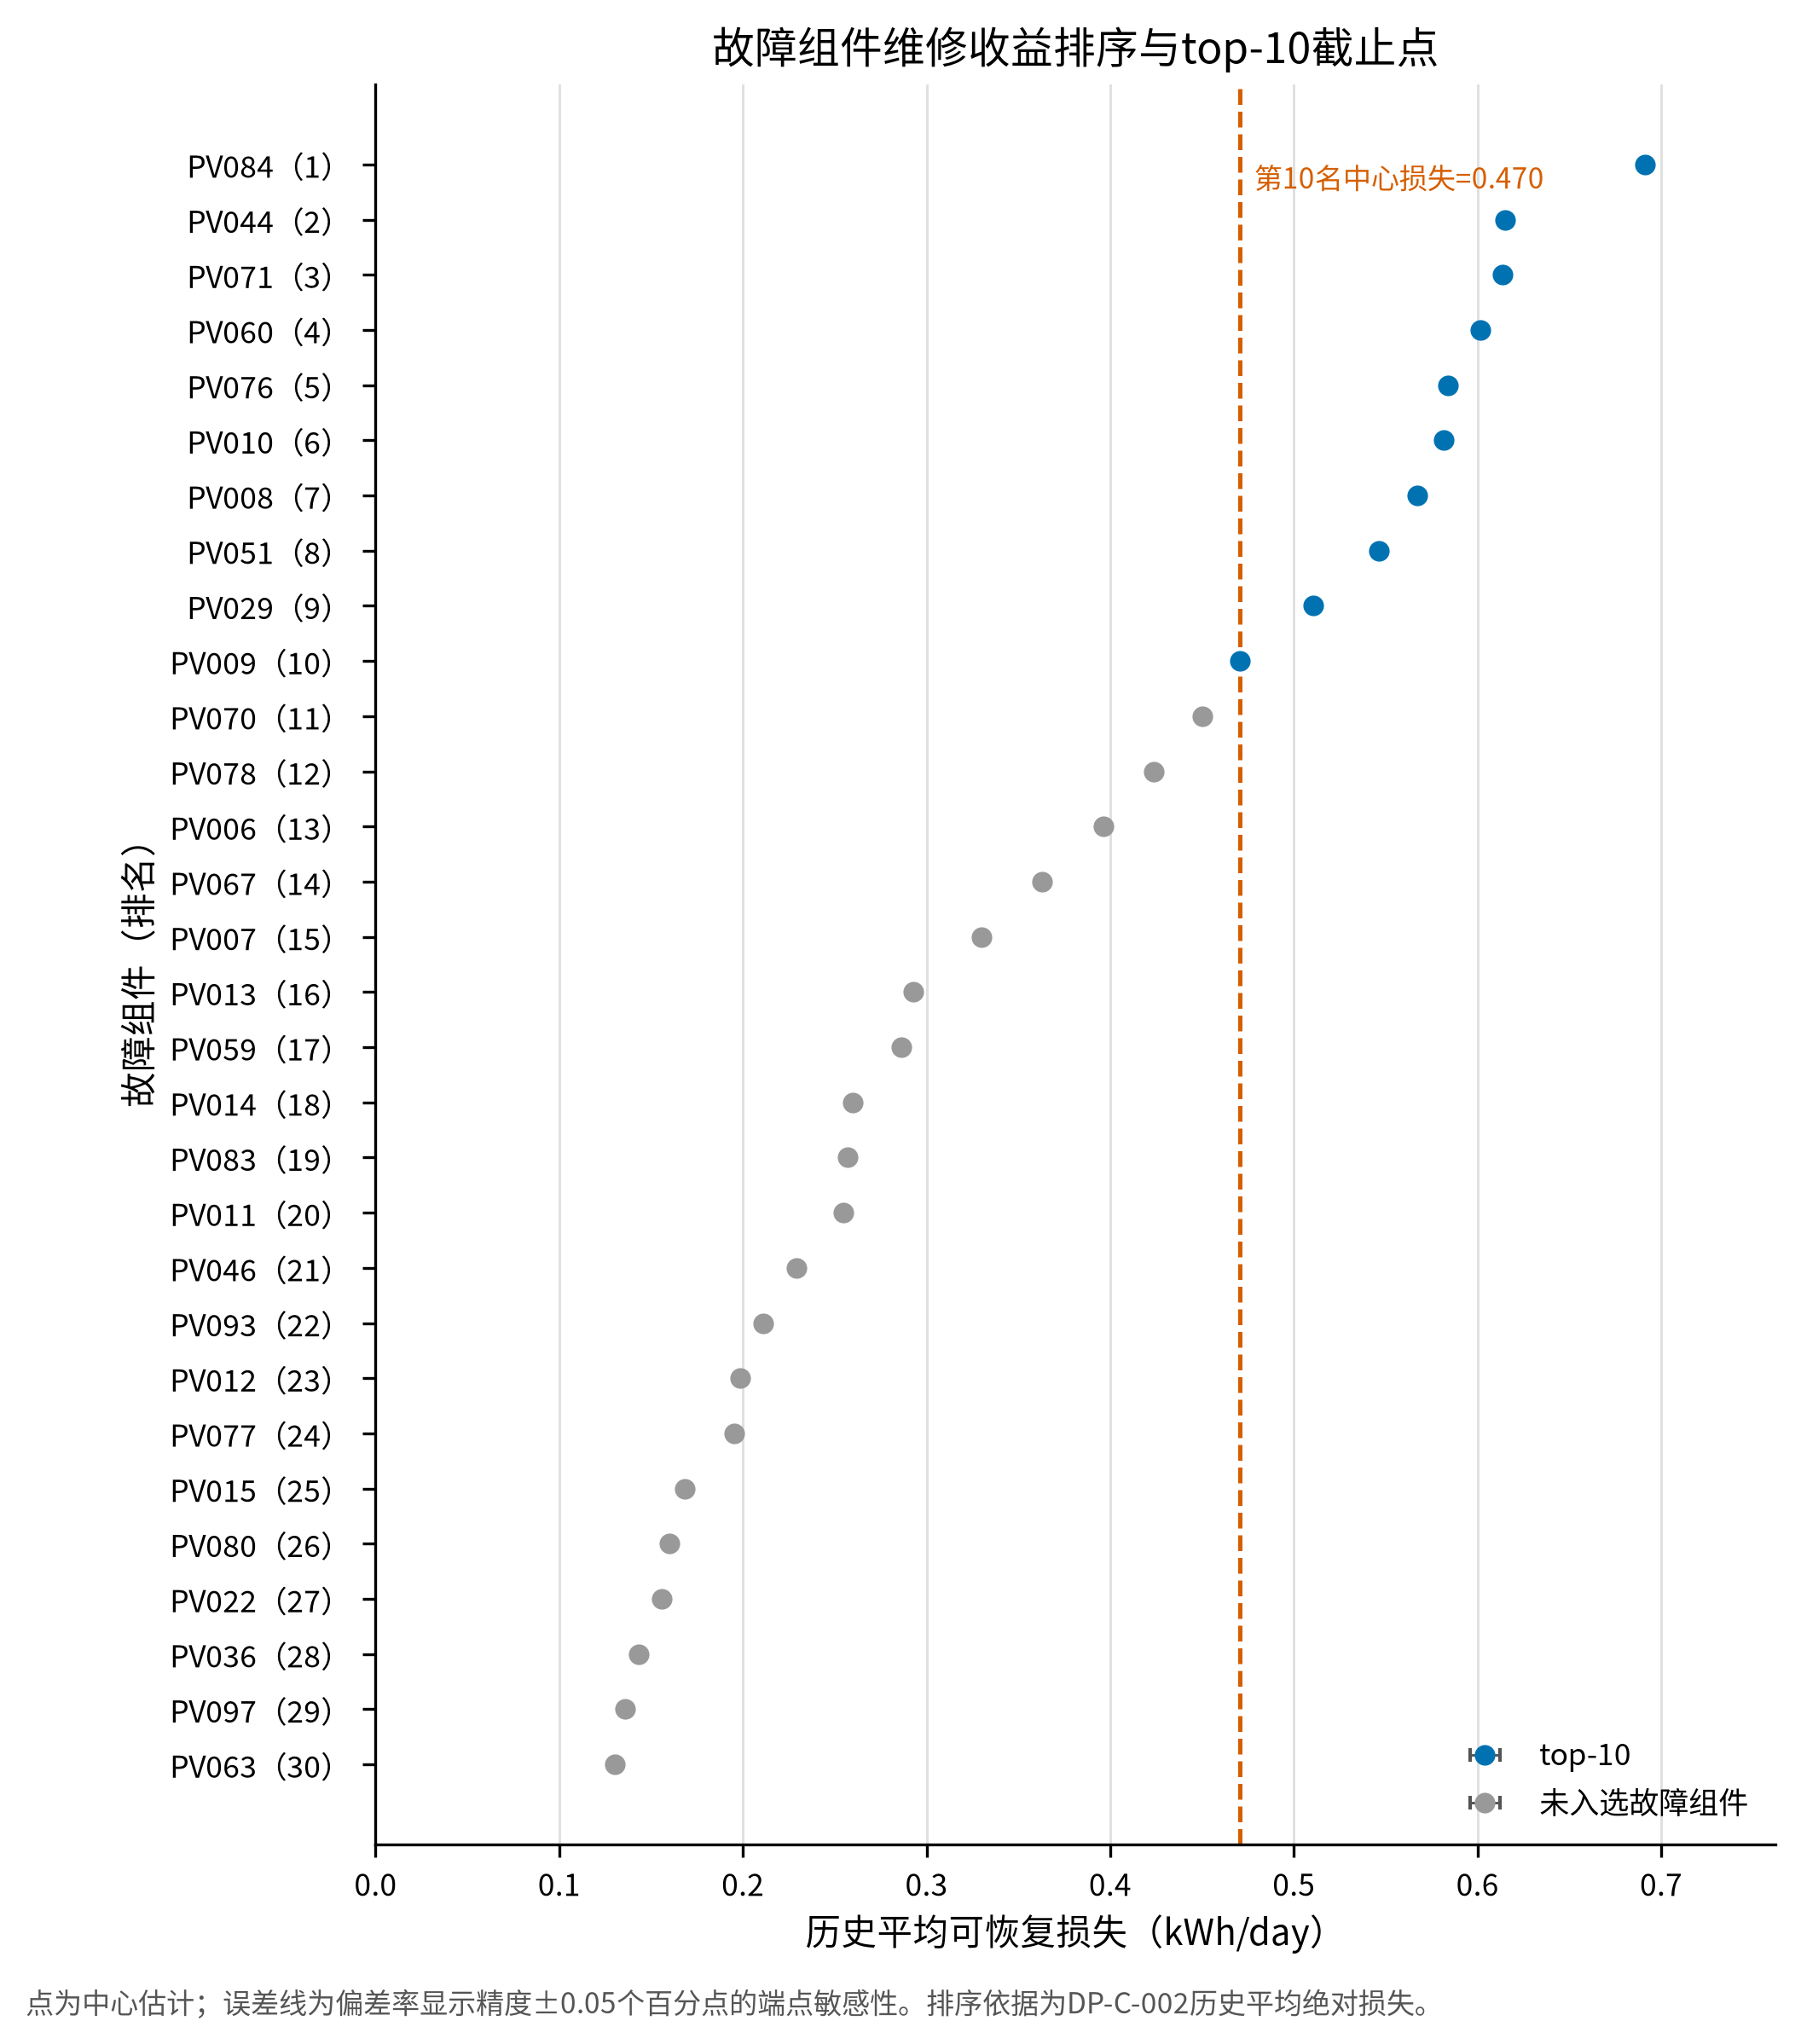 故障组件维修收益排序与top-10截止点
PV084（1）
第10名中心损失=0.470
PV044（2）
PV071（3）
PV060（4）
PV076（5）
PV010（6）
PV008（7）
PV051（8）
PV029（9）
PV009（10）
PV070（11）
PV078（12）
PV006（13）
PV067（14）
PV007（15）
PV013（16）
PV059（17）
PV014（18）
PV083（19）
PV011（20）
PV046（21）
PV093（22）
PV012（23）
PV077（24）
PV015（25）
PV080（26）
PV022（27）
PV036（28）
PV097（29）
PV063（30）
故障组件（排名）
top-10
未入选故障组件
0.0 0.1 0.2 0.3 0.4 0.5 0.6 0.7
历史平均可恢复损失（kWh/day）
点为中心估计；误差线为偏差率显示精度±0.05个百分点的端点敏感性。排序依据为DP-C-002历史平均绝对损失。